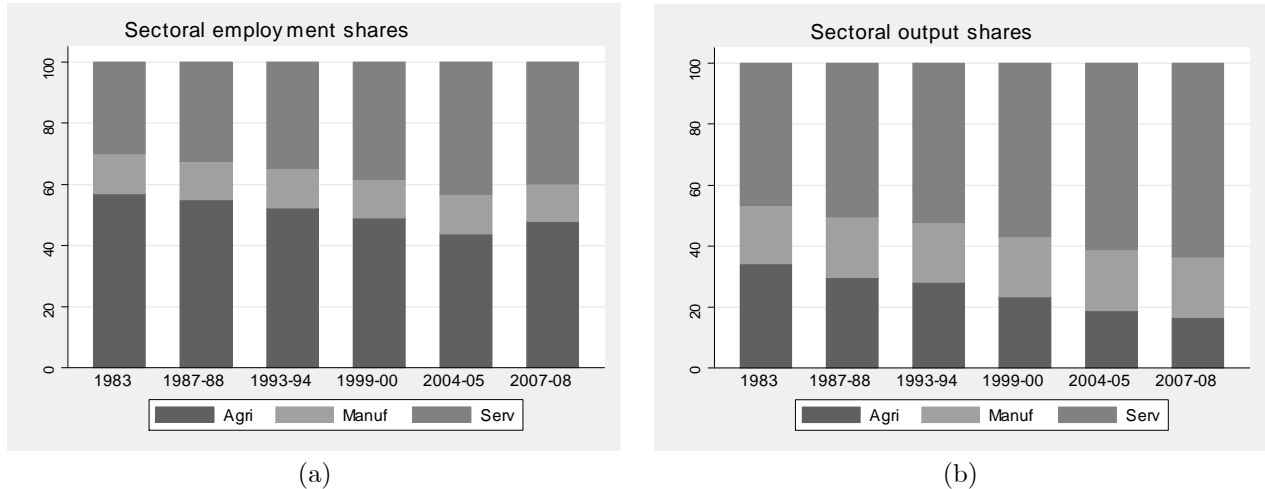 Sectoral employment shares
100
80
60
40
20
0
1983 1987-88 1993-94 1999-00 2004-05 2007-08
Agri Manuf Serv
(a)
Sectoral output shares
100
80
60
40
20
0
1983 1987-88 1993-94 1999-00 2004-05 2007-08
Agri Manuf Serv
(b)